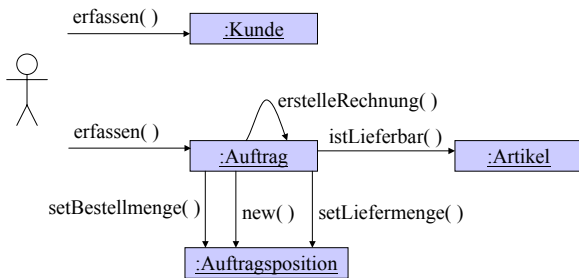 erfassen( )
:Kunde
erstelleRechnung( )
erfassen( )
istLieferbar( )
:Auftrag
:Artikel
setBestellmenge( )
new( )
setLiefermenge( )
:Auftragsposition